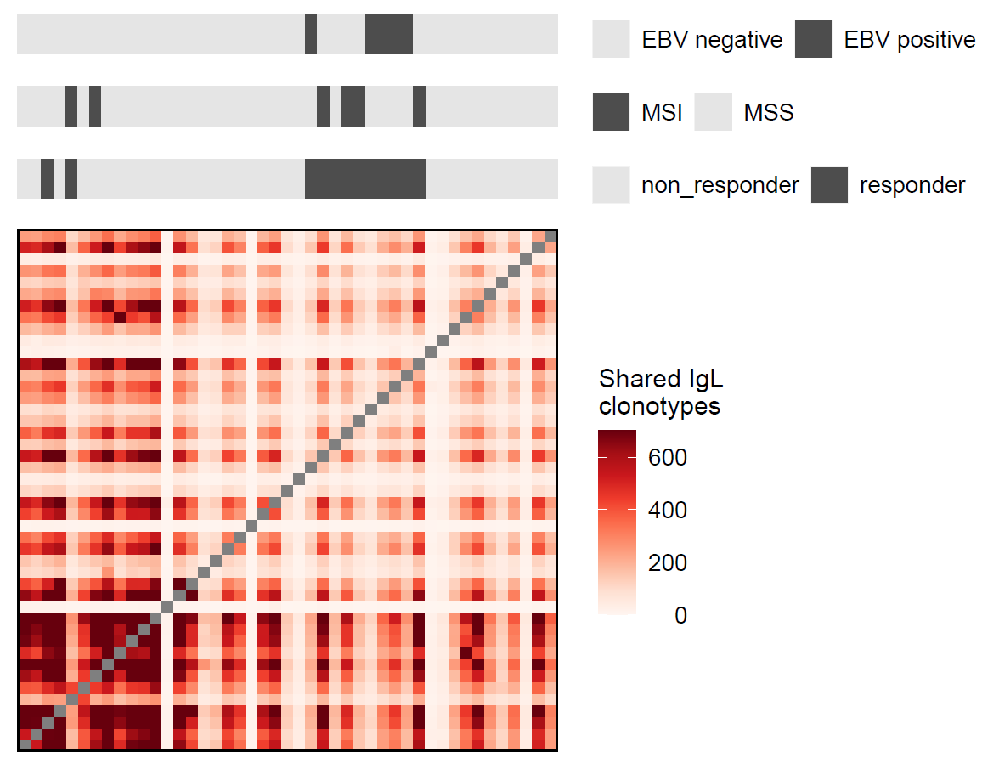 EBV negative EBV positive
MSI MSS
non_responder responder
Shared IgL
clonotypes
600
400
200
0